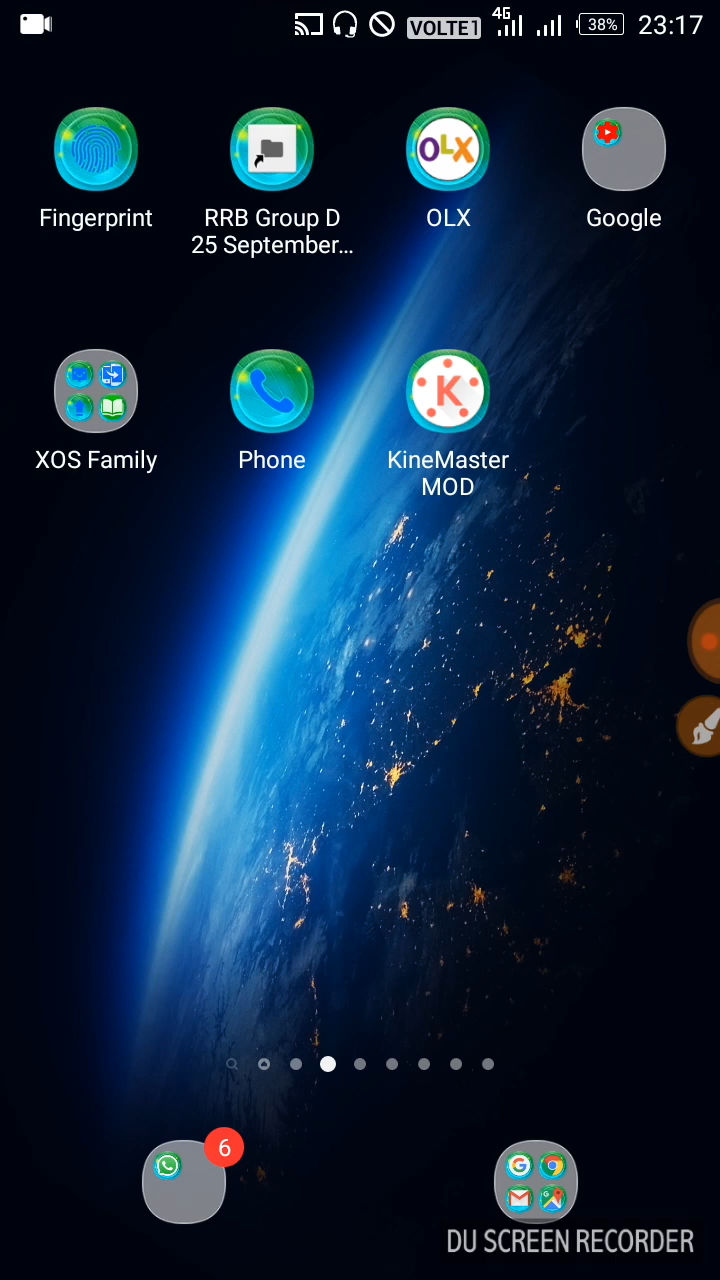 VOLTE1 4G 38% 23:17
OLX
Fingerprint
RRB Group D
25 September...
OLX
Google
K
XOS Family
Phone
KineMaster
MOD
6
G
DU SCREEN RECORDER